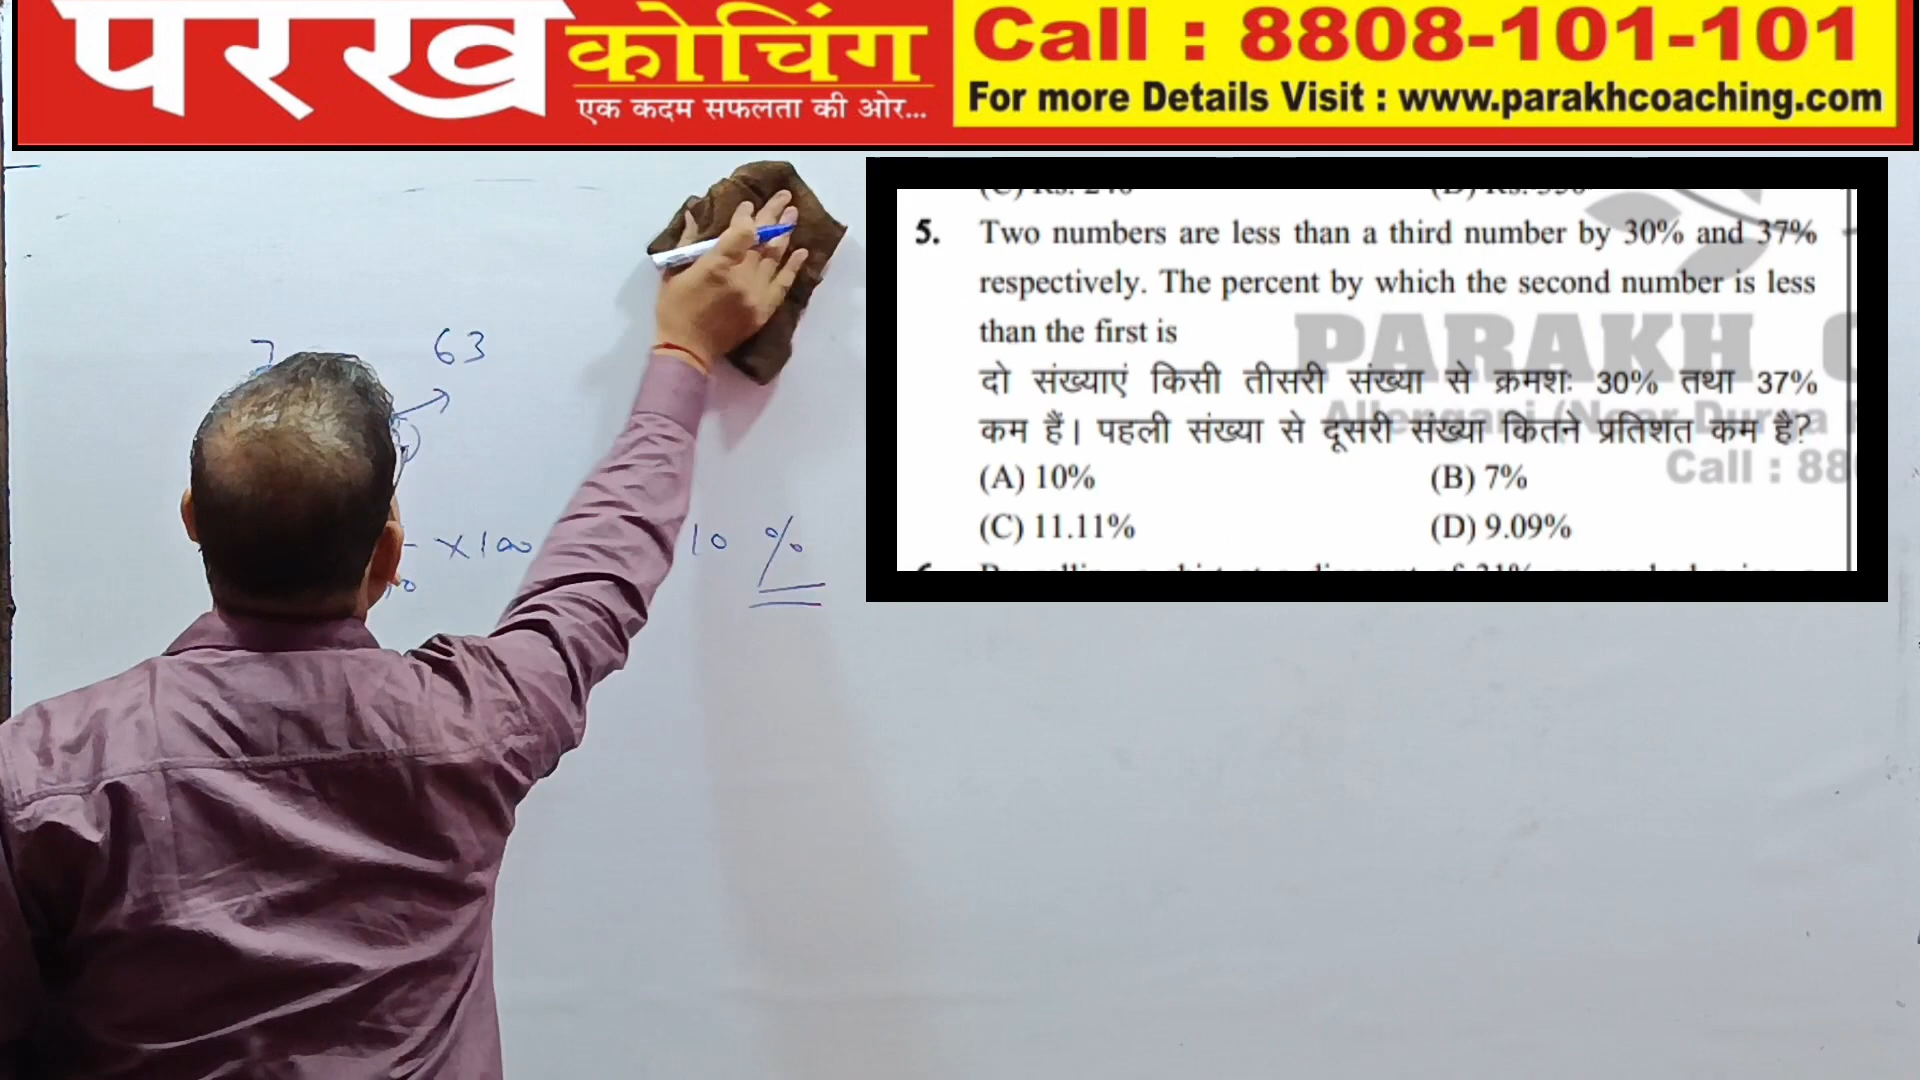 परख कोचिंग
एक कदम सफलता की ओर...
Call : 8808-101-101
For more Details Visit : www.parakhcoaching.com
5. Two numbers are less than a third number by 30% and 37%
respectively. The percent by which the second number is less
than the first is
दो संख्याएं किसी तीसरी संख्या से क्रमशः 30% तथा 37%
कम हैं। पहली संख्या से दूसरी संख्या कितने प्रतिशत कम है?
(A) 10% (B) 7%
(C) 11.11% (D) 9.09%
PARAKH
Call : 88
7 63
×100 10 %